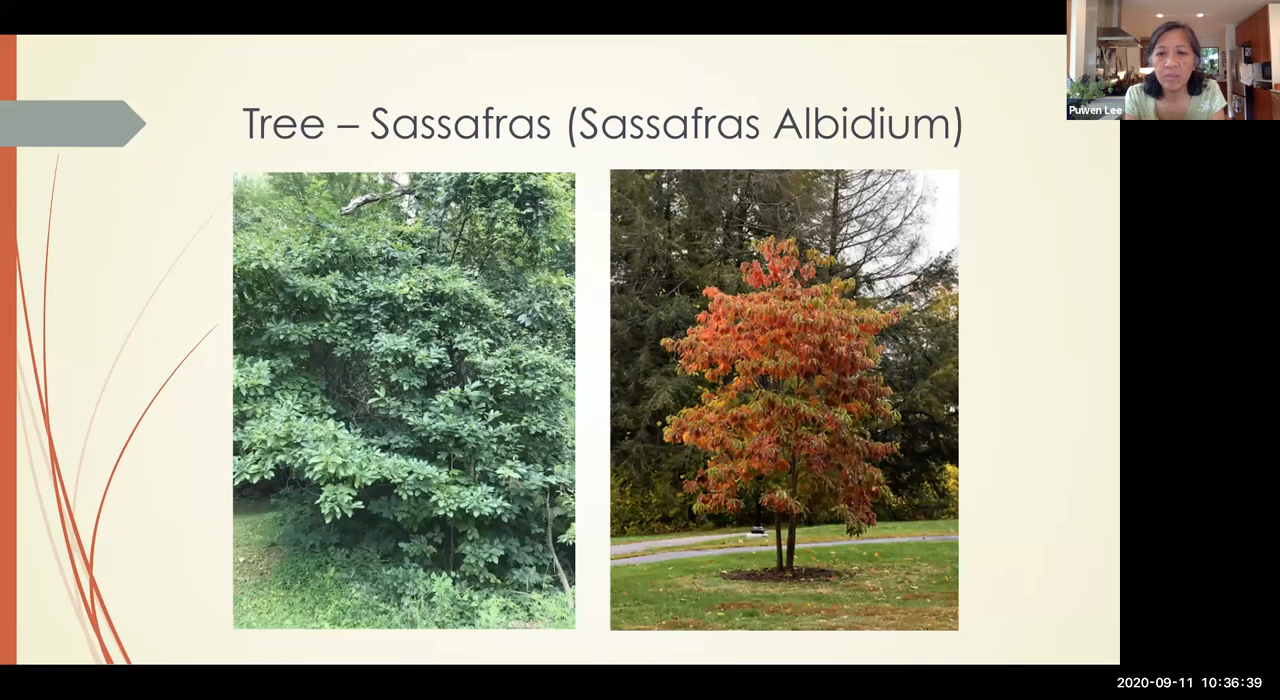 Puwen Lee
Tree – Sassafras (Sassafras Albidium)
2020-09-11 10:36:39